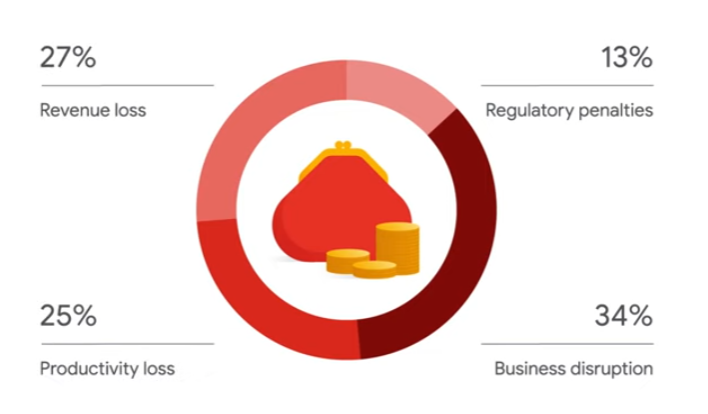 27%
Revenue loss
13%
Regulatory penalties
25%
Productivity loss
34%
Business disruption